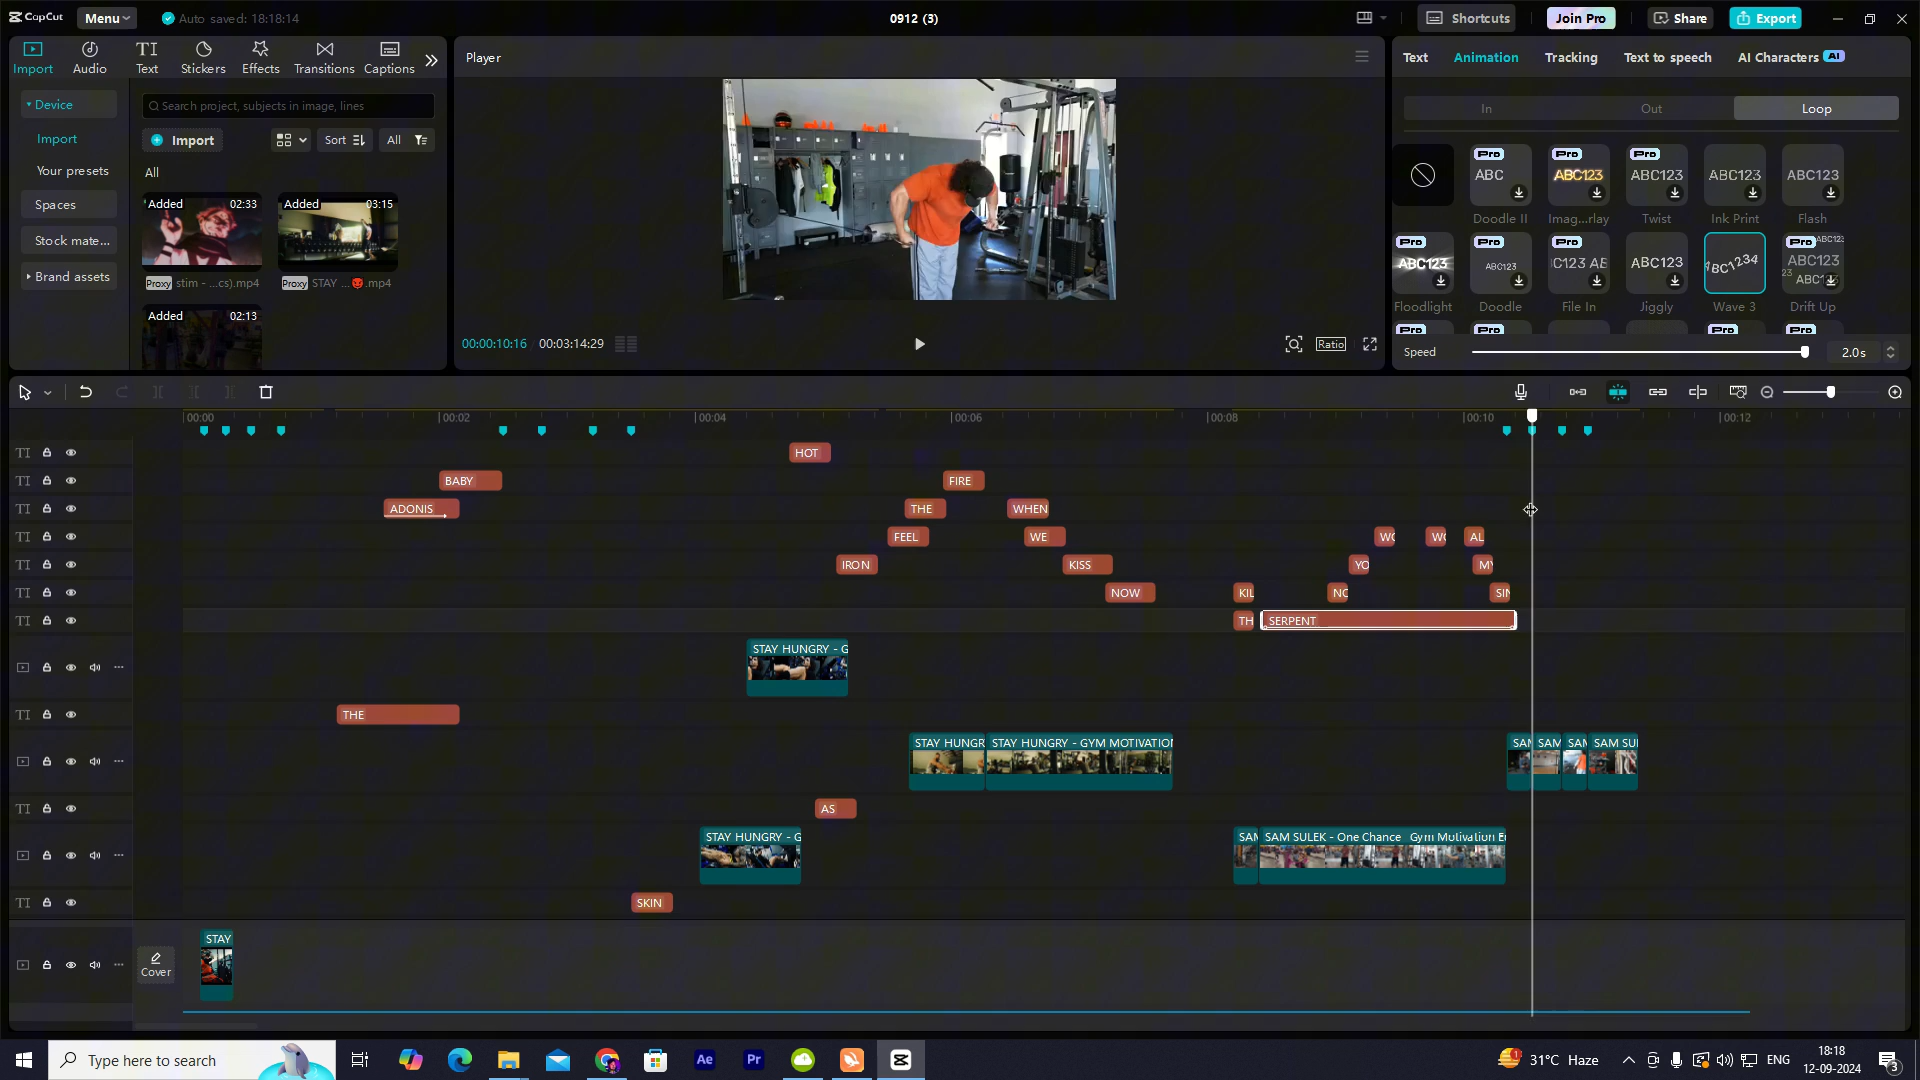 CapCut
Menu
Auto saved: 18:18:14
0912 (3)
Shortcuts
Join Pro
Share
Export
Import
Audio
Text
Stickers
Effects
Transitions
Captions
Device
Import
Your presets
Spaces
Stock mate...
Brand assets
Search project, subjects in image, lines
Import
Sort
All
All
Added 02:33
Added 03:15
Proxy stim - ...cs).mp4
Proxy STAY ...😡.mp4
Added 02:13
Player
00:00:10:16
00:03:14:29
Ratio
Text
Animation
Tracking
Text to speech
AI Characters AI
In
Out
Loop
Pro ABC
Pro ABC123
Pro ABC123
ABC123
ABC123
Doodle II
Imag...rlay
Twist
Ink Print
Flash
Pro ABC123
Pro ABC123
Pro
ABC123
ABC1234
Pro ABC123
Floodlight
Doodle
File In
Jiggly
Wave 3
Drift Up
Pro
Pro
Pro
Pro
Speed
2.0s
00:00
00:02
00:04
00:06
00:08
00:10
00:12
HOT
BABY
FIRE
ADONIS
THE
WHEN
FEEL
WE
WO
WO
AL
IRON
KISS
YO
MY
NOW
KIL
NO
SIN
TH
SERPENT
STAY HUNGRY - G
THE
STAY HUNGR
STAY HUNGRY - GYM MOTIVATION
SAM
SAM
SAM
SAM SUL
AS
STAY HUNGRY - G
SAM
SAM SULEK - One Chance Gym Motivation E
SKIN
STAY
Cover
Type here to search
Ae
Pr
31°C Haze
ENG
18:18
12-09-2024
3